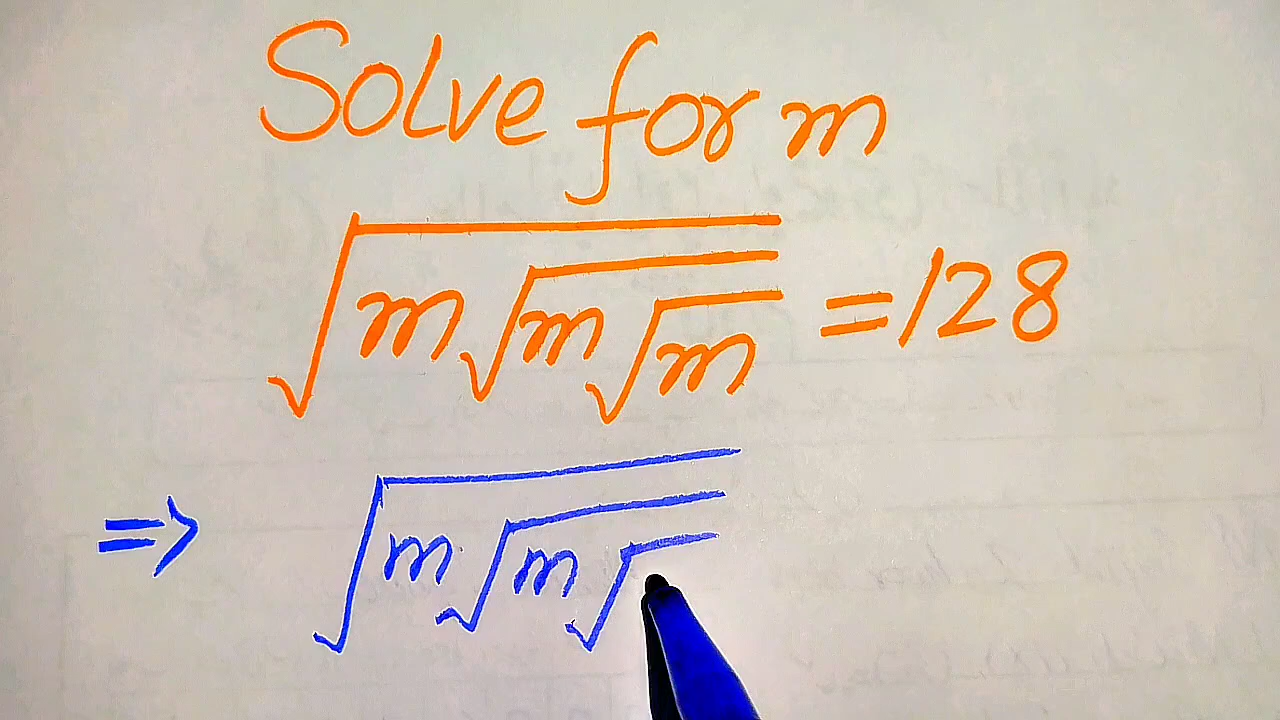 Solve for m
√(m√(m√m)) = 128
⇒ √(m√(m√